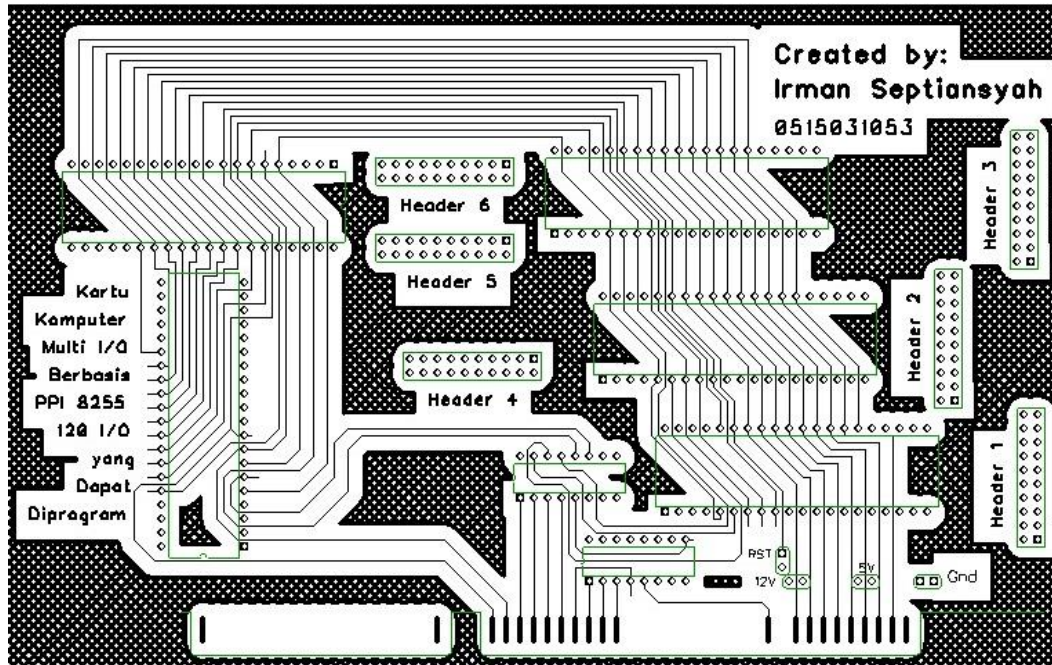 Created by:
Irman Septiansyah
0515031053
Header 3
Header 6
Header 5
Header 2
Header 4
Header 1
Kartu
Komputer
Multi I/O
Berbasis
PPI 8255
120 I/O
yang
Dapat
Diprogram
RST
12V
5V
Gnd